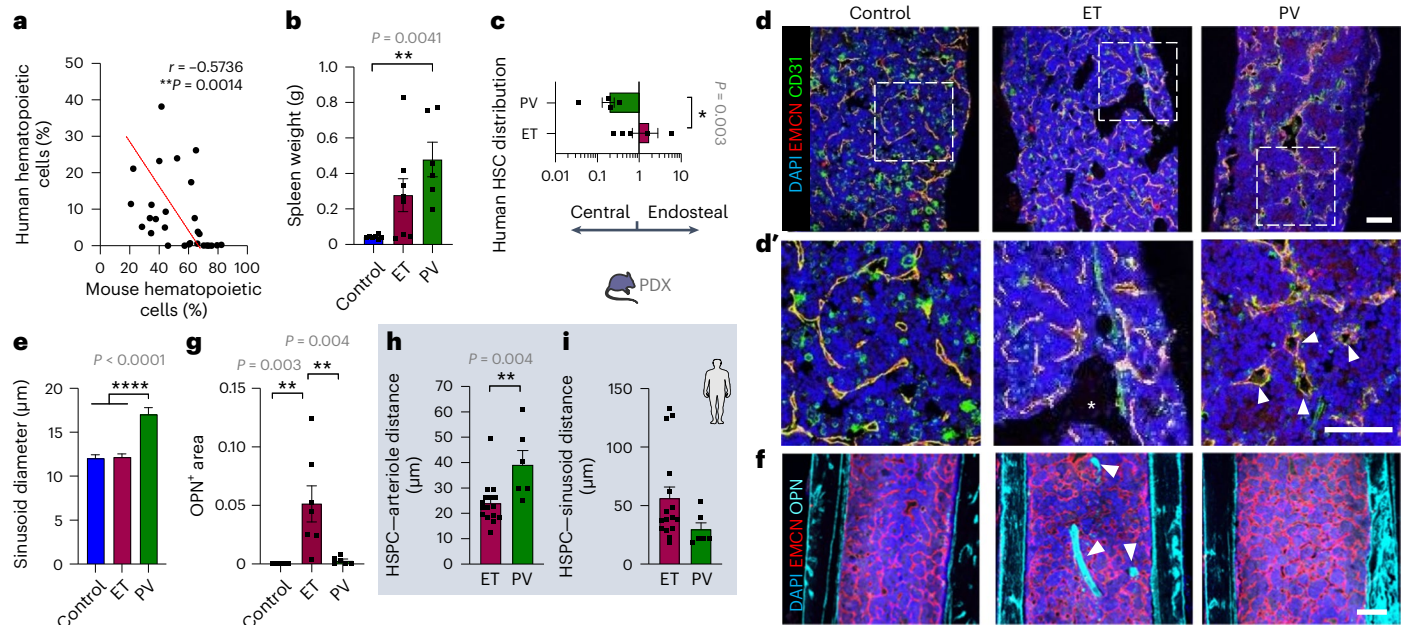 a
Human hematopoietic
cells (%)
50
40
30
20
10
0
r = –0.5736
**P = 0.0014
0 20 40 60 80 100
Mouse hematopoietic
cells (%)
b
P = 0.0041
**
Spleen weight (g)
1.0
0.8
0.6
0.4
0.2
0
Control ET PV
c
Human HSC distribution
PV
ET
*
P = 0.003
0.01 0.1 1 10
Central Endosteal
PDX
d
Control ET PV
DAPI EMCN CD31
d′
*
e
P < 0.0001
****
Sinusoid diameter (µm)
20
15
10
5
0
Control ET PV
g
P = 0.004
P = 0.003
** **
OPN+ area
0.15
0.10
0.05
0
Control ET PV
h
P = 0.004
**
HSPC—arteriole distance
(µm)
70
60
50
40
30
20
10
0
ET PV
i
HSPC—sinusoid distance
(µm)
150
100
50
0
ET PV
f
DAPI EMCN OPN